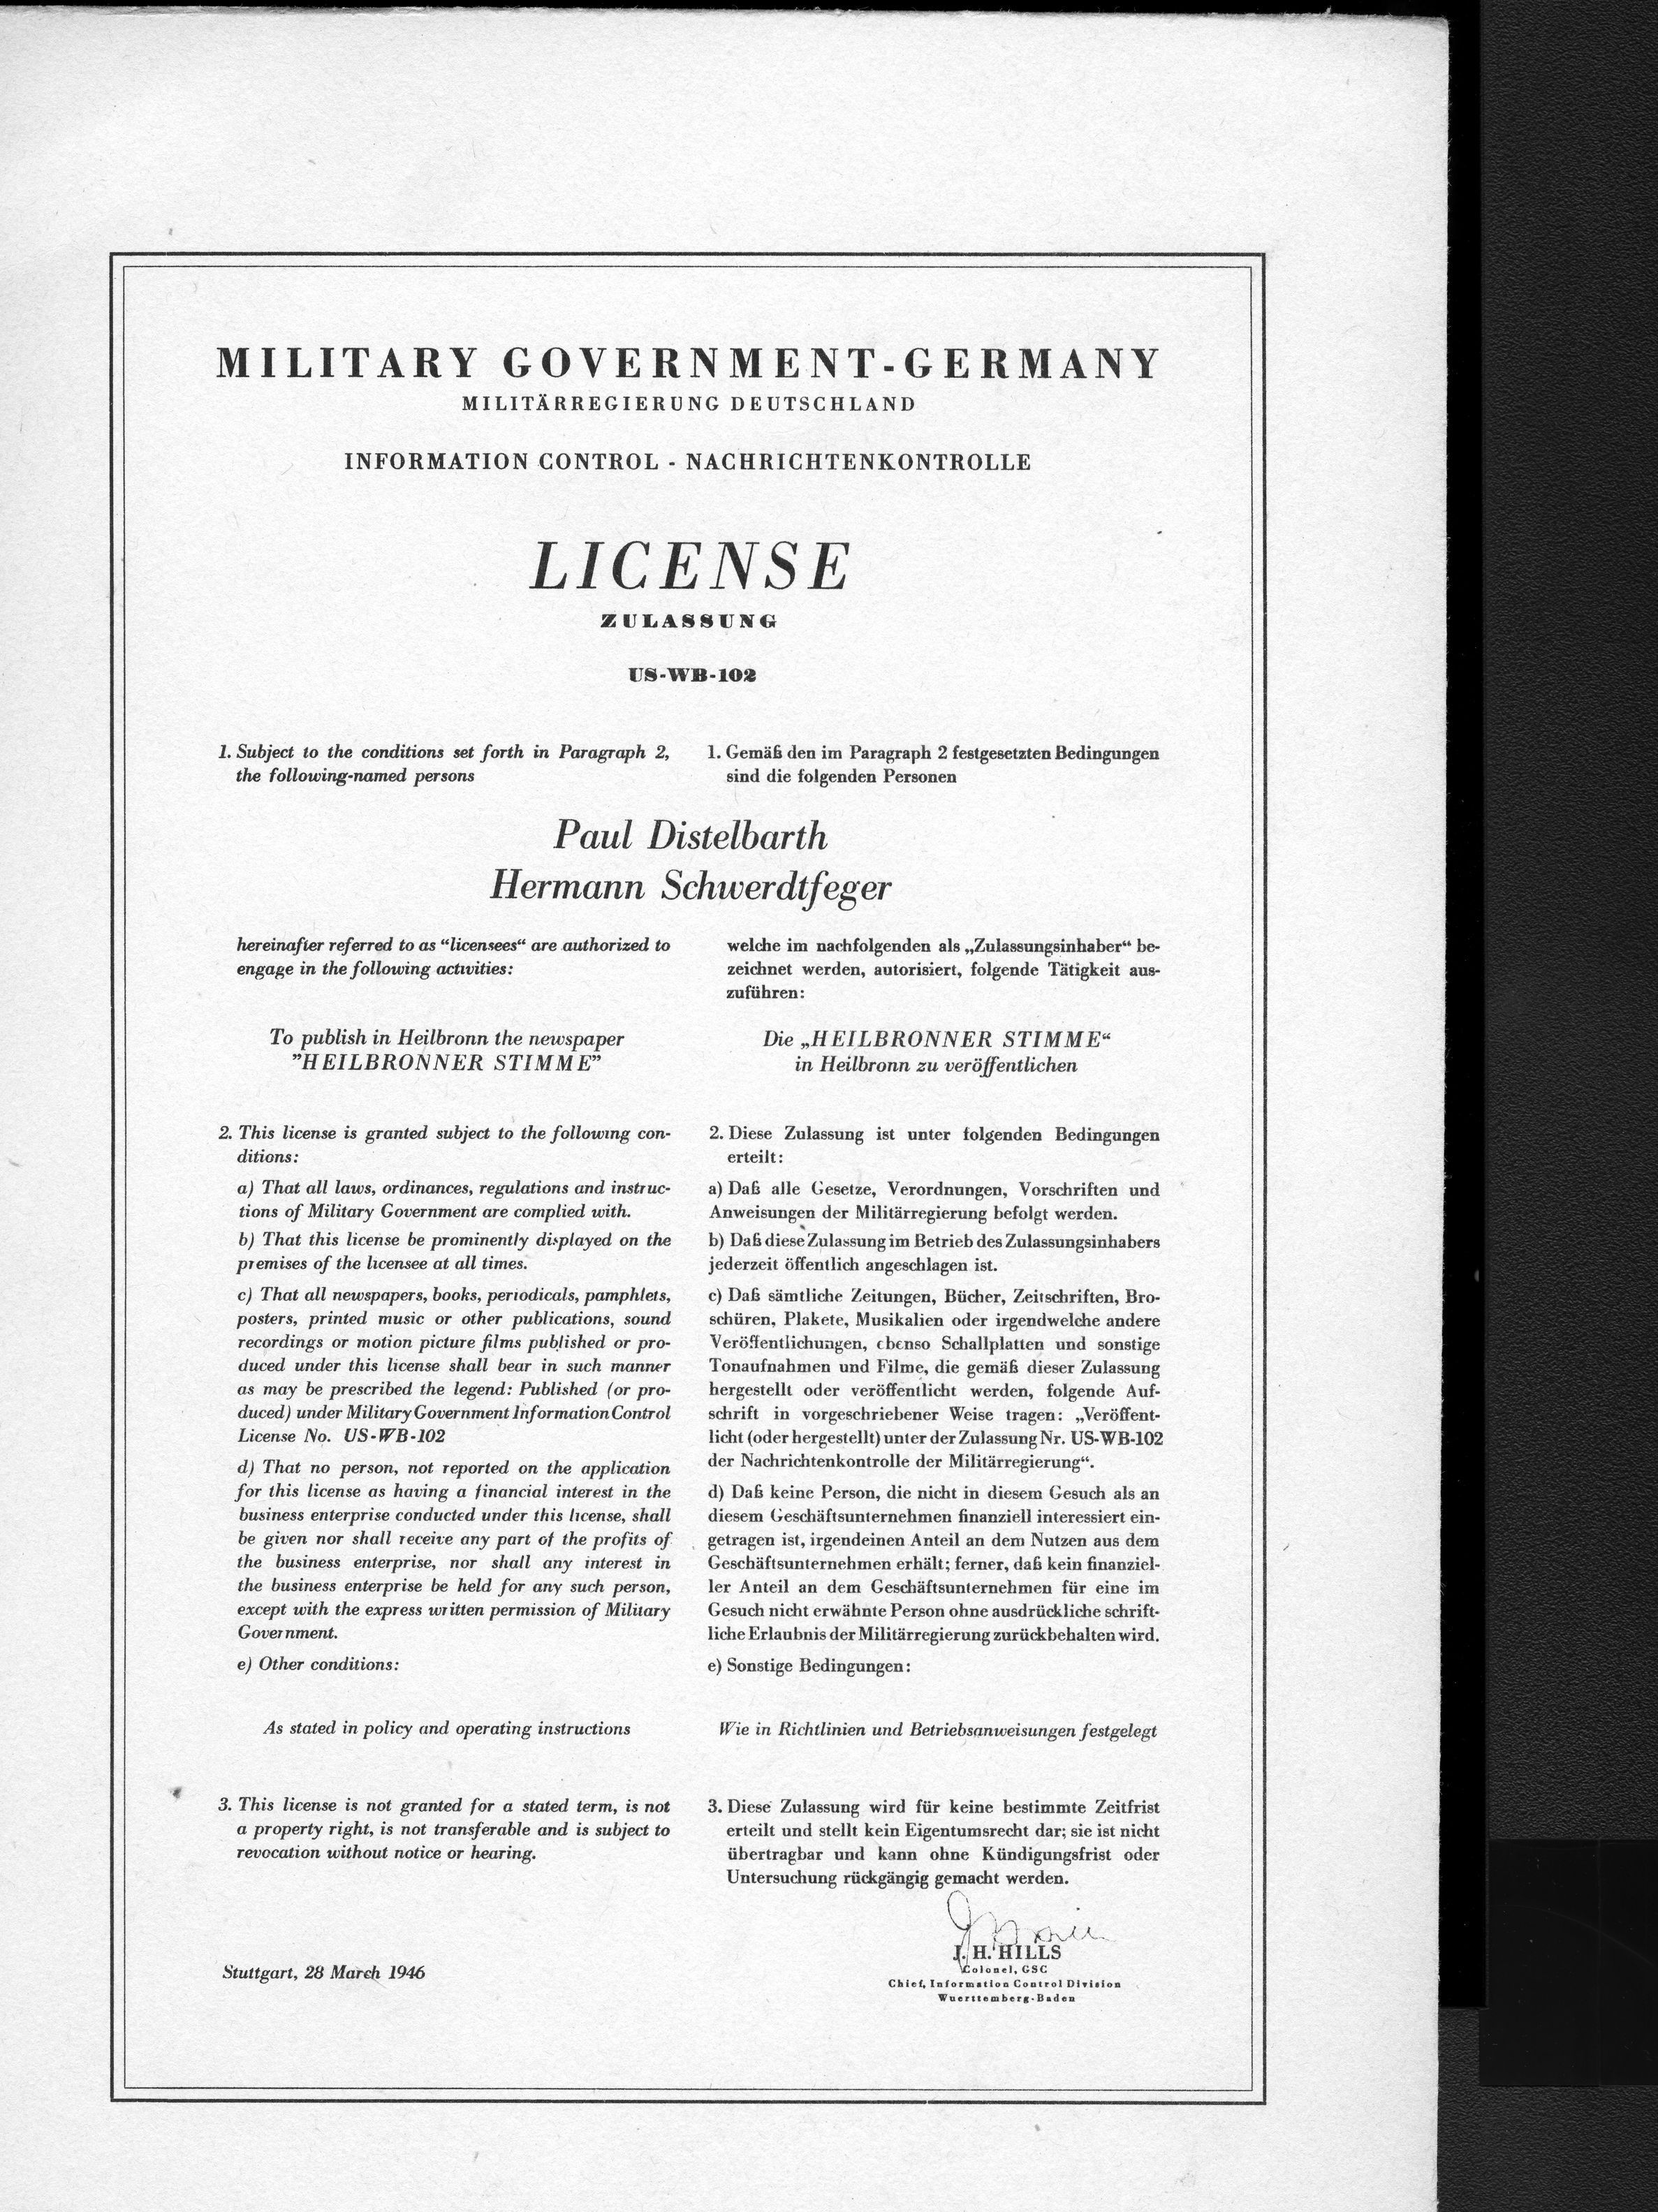 MILITARY GOVERNMENT-GERMANY
MILITÄRREGIERUNG DEUTSCHLAND
INFORMATION CONTROL - NACHRICHTENKONTROLLE
LICENSE
ZULASSUNG
US-WB-102
1. Subject to the conditions set forth in Paragraph 2,
the following-named persons
1. Gemäß den im Paragraph 2 festgesetzten Bedingungen
sind die folgenden Personen
Paul Distelbarth
Hermann Schwerdtfeger
hereinafter referred to as “licensees“ are authorized to
engage in the following activities:
welche im nachfolgenden als „Zulassungsinhaber“ be-
zeichnet werden, autorisiert, folgende Tätigkeit aus-
zuführen:
To publish in Heilbronn the newspaper
”HEILBRONNER STIMME”
Die „HEILBRONNER STIMME“
in Heilbronn zu veröffentlichen
2. This license is granted subject to the following con-
ditions:
a) That all laws, ordinances, regulations and instruc-
tions of Military Government are complied with.
b) That this license be prominently displayed on the
premises of the licensee at all times.
c) That all newspapers, books, periodicals, pamphlets,
posters, printed music or other publications, sound
recordings or motion picture films published or pro-
duced under this license shall bear in such manner
as may be prescribed the legend: Published (or pro-
duced) under Military Government Information Control
License No. US-WB-102
d) That no person, not reported on the application
for this license as having a financial interest in the
business enterprise conducted under this license, shall
be given nor shall receive any part of the profits of
the business enterprise, nor shall any interest in
the business enterprise be held for any such person,
except with the express written permission of Military
Government.
e) Other conditions:
2. Diese Zulassung ist unter folgenden Bedingungen
erteilt:
a) Daß alle Gesetze, Verordnungen, Vorschriften und
Anweisungen der Militärregierung befolgt werden.
b) Daß diese Zulassung im Betrieb des Zulassungsinhabers
jederzeit öffentlich angeschlagen ist.
c) Daß sämtliche Zeitungen, Bücher, Zeitschriften, Bro-
schüren, Plakete, Musikalien oder irgendwelche andere
Veröffentlichungen, ebenso Schallplatten und sonstige
Tonaufnahmen und Filme, die gemäß dieser Zulassung
hergestellt oder veröffentlicht werden, folgende Auf-
schrift in vorgeschriebener Weise tragen: „Veröffent-
licht (oder hergestellt) unter der Zulassung Nr. US-WB-102
der Nachrichtenkontrolle der Militärregierung“.
d) Daß keine Person, die nicht in diesem Gesuch als an
diesem Geschäftsunternehmen finanziell interessiert ein-
getragen ist, irgendeinen Anteil an dem Nutzen aus dem
Geschäftsunternehmen erhält; ferner, daß kein finanziel-
ler Anteil an dem Geschäftsunternehmen für eine im
Gesuch nicht erwähnte Person ohne ausdrückliche schrift-
liche Erlaubnis der Militärregierung zurückbehalten wird.
e) Sonstige Bedingungen:
As stated in policy and operating instructions
Wie in Richtlinien und Betriebsanweisungen festgelegt
3. This license is not granted for a stated term, is not
a property right, is not transferable and is subject to
revocation without notice or hearing.
3. Diese Zulassung wird für keine bestimmte Zeitfrist
erteilt und stellt kein Eigentumsrecht dar; sie ist nicht
übertragbar und kann ohne Kündigungsfrist oder
Untersuchung rückgängig gemacht werden.
Stuttgart, 28 March 1946
J. H. HILLS
Colonel, GSC
Chief, Information Control Division
Wuerttemberg-Baden